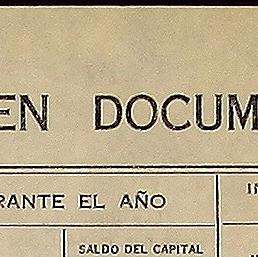 EN DOCUM
RANTE EL AÑO
SALDO DEL CAPITAL